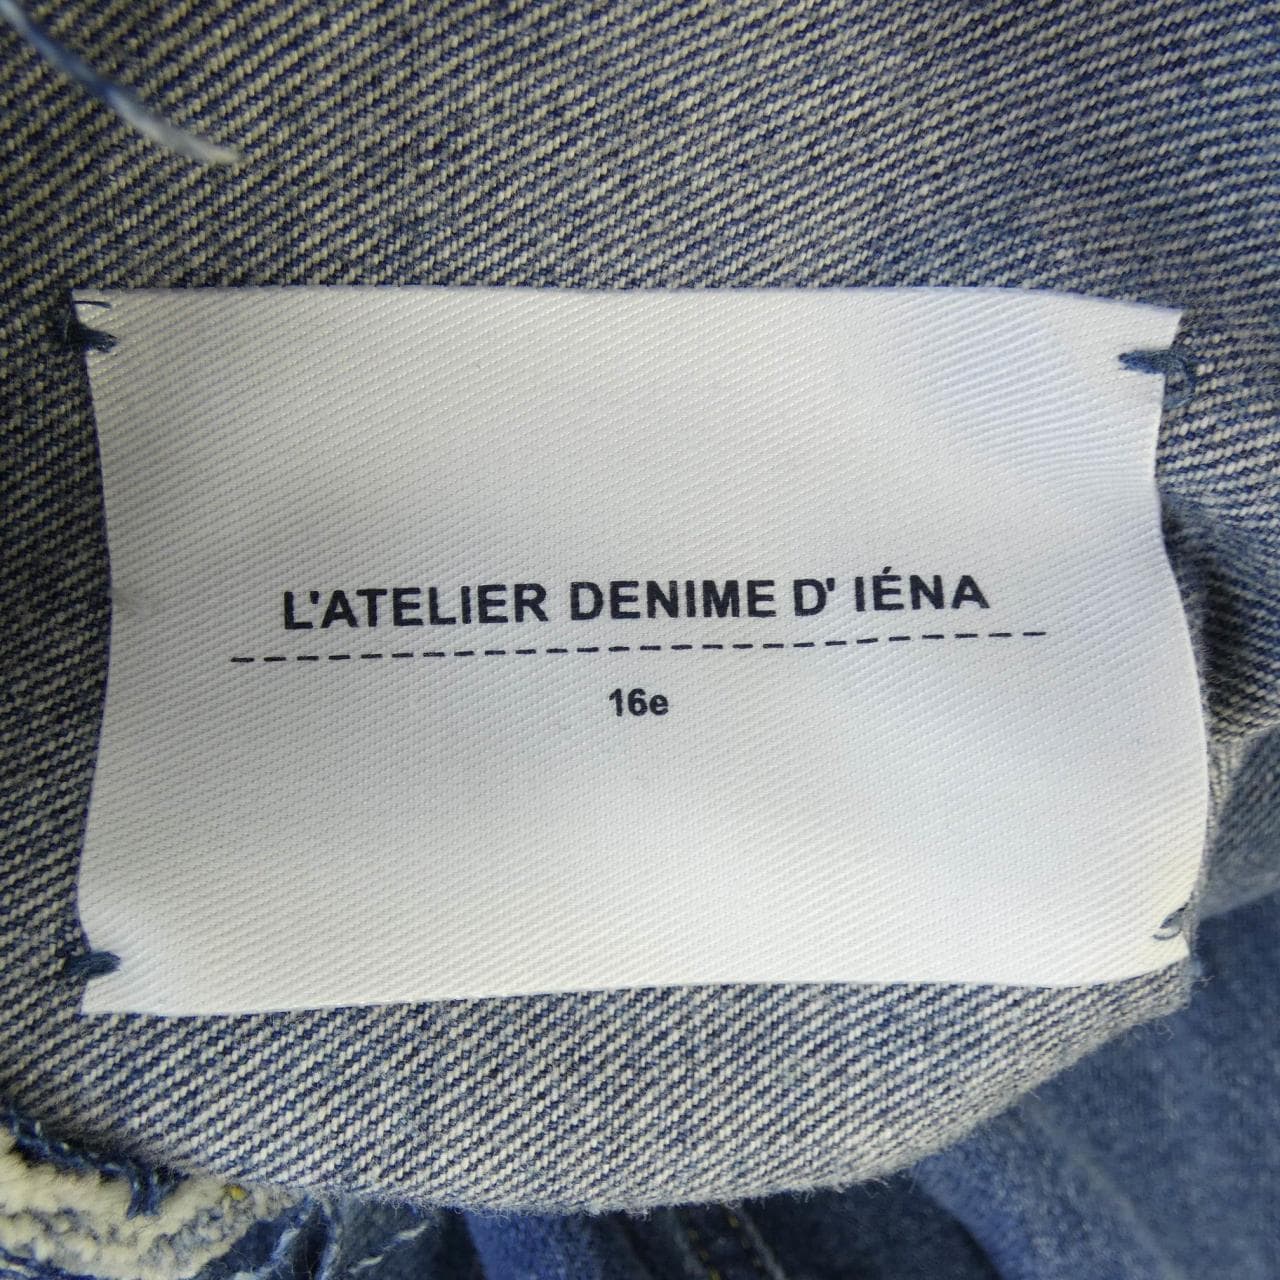 L'ATELIER DENIME D' IÉNA
16e